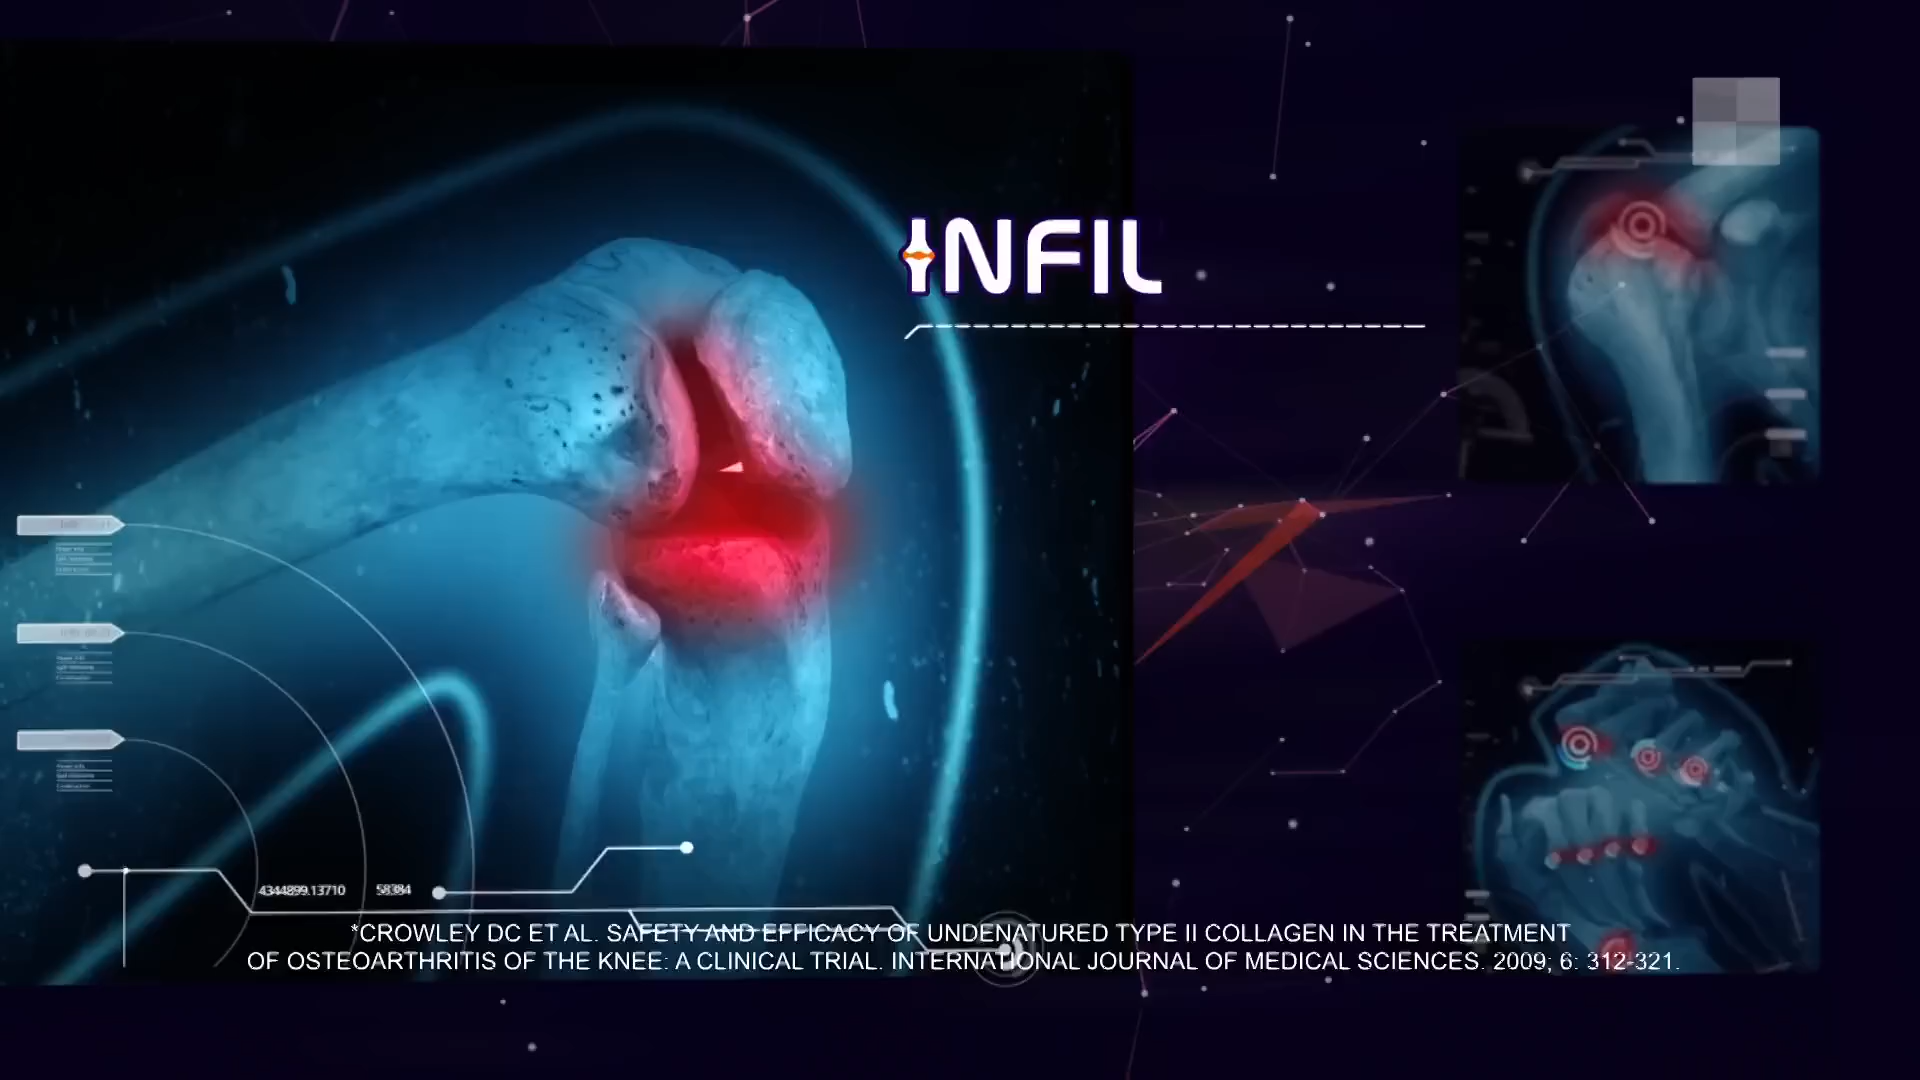 INFIL
4344899.13710 58384
*CROWLEY DC ET AL. SAFETY AND EFFICACY OF UNDENATURED TYPE II COLLAGEN IN THE TREATMENT
OF OSTEOARTHRITIS OF THE KNEE: A CLINICAL TRIAL. INTERNATIONAL JOURNAL OF MEDICAL SCIENCES. 2009; 6: 312-321.